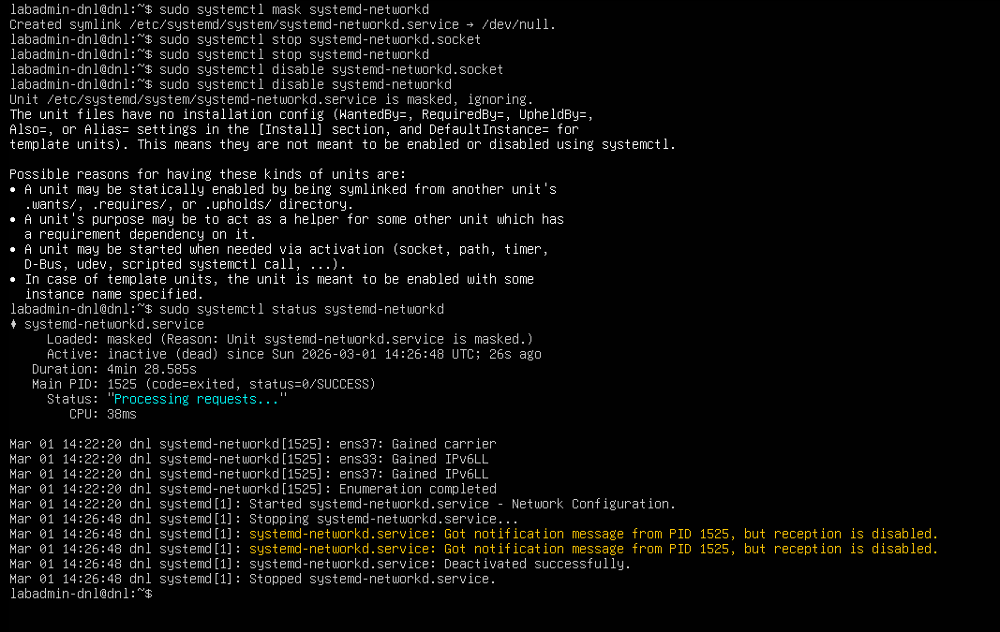 labadmin-dnl@dnl:~$ sudo systemctl mask systemd-networkd
Created symlink /etc/systemd/system/systemd-networkd.service → /dev/null.
labadmin-dnl@dnl:~$ sudo systemctl stop systemd-networkd.socket
labadmin-dnl@dnl:~$ sudo systemctl stop systemd-networkd
labadmin-dnl@dnl:~$ sudo systemctl disable systemd-networkd.socket
labadmin-dnl@dnl:~$ sudo systemctl disable systemd-networkd
Unit /etc/systemd/system/systemd-networkd.service is masked, ignoring.
The unit files have no installation config (WantedBy=, RequiredBy=, UpheldBy=,
Also=, or Alias= settings in the [Install] section, and DefaultInstance= for
template units). This means they are not meant to be enabled or disabled using systemctl.

Possible reasons for having these kinds of units are:
• A unit may be statically enabled by being symlinked from another unit's
  .wants/, .requires/, or .upholds/ directory.
• A unit's purpose may be to act as a helper for some other unit which has
  a requirement dependency on it.
• A unit may be started when needed via activation (socket, path, timer,
  D-Bus, udev, scripted systemctl call, ...).
• In case of template units, the unit is meant to be enabled with some
  instance name specified.
labadmin-dnl@dnl:~$ sudo systemctl status systemd-networkd
♦ systemd-networkd.service
     Loaded: masked (Reason: Unit systemd-networkd.service is masked.)
     Active: inactive (dead) since Sun 2026-03-01 14:26:48 UTC; 26s ago
   Duration: 4min 28.585s
   Main PID: 1525 (code=exited, status=0/SUCCESS)
     Status: "Processing requests..."
        CPU: 38ms

Mar 01 14:22:20 dnl systemd-networkd[1525]: ens37: Gained carrier
Mar 01 14:22:20 dnl systemd-networkd[1525]: ens33: Gained IPv6LL
Mar 01 14:22:20 dnl systemd-networkd[1525]: ens37: Gained IPv6LL
Mar 01 14:22:20 dnl systemd-networkd[1525]: Enumeration completed
Mar 01 14:22:20 dnl systemd[1]: Started systemd-networkd.service - Network Configuration.
Mar 01 14:26:48 dnl systemd[1]: Stopping systemd-networkd.service...
Mar 01 14:26:48 dnl systemd[1]: systemd-networkd.service: Got notification message from PID 1525, but reception is disabled.
Mar 01 14:26:48 dnl systemd[1]: systemd-networkd.service: Got notification message from PID 1525, but reception is disabled.
Mar 01 14:26:48 dnl systemd[1]: systemd-networkd.service: Deactivated successfully.
Mar 01 14:26:48 dnl systemd[1]: Stopped systemd-networkd.service.
labadmin-dnl@dnl:~$